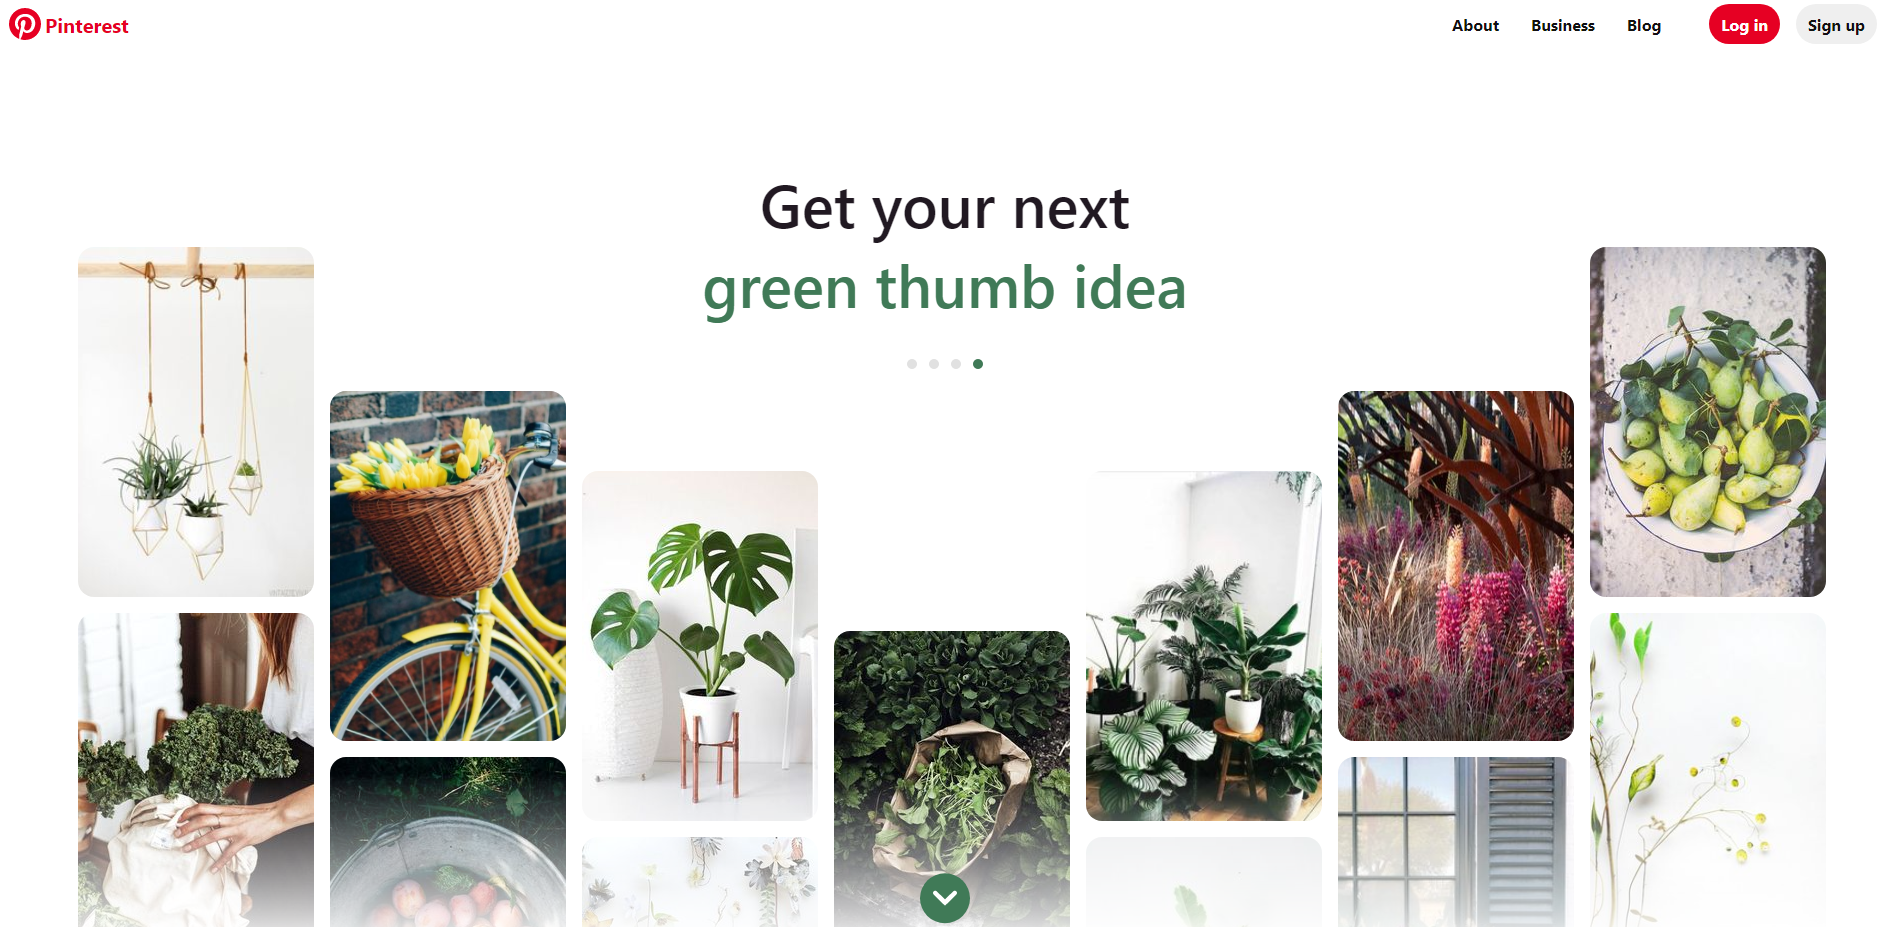 Pinterest
About
Business
Blog
Log in
Sign up
Get your next
green thumb idea